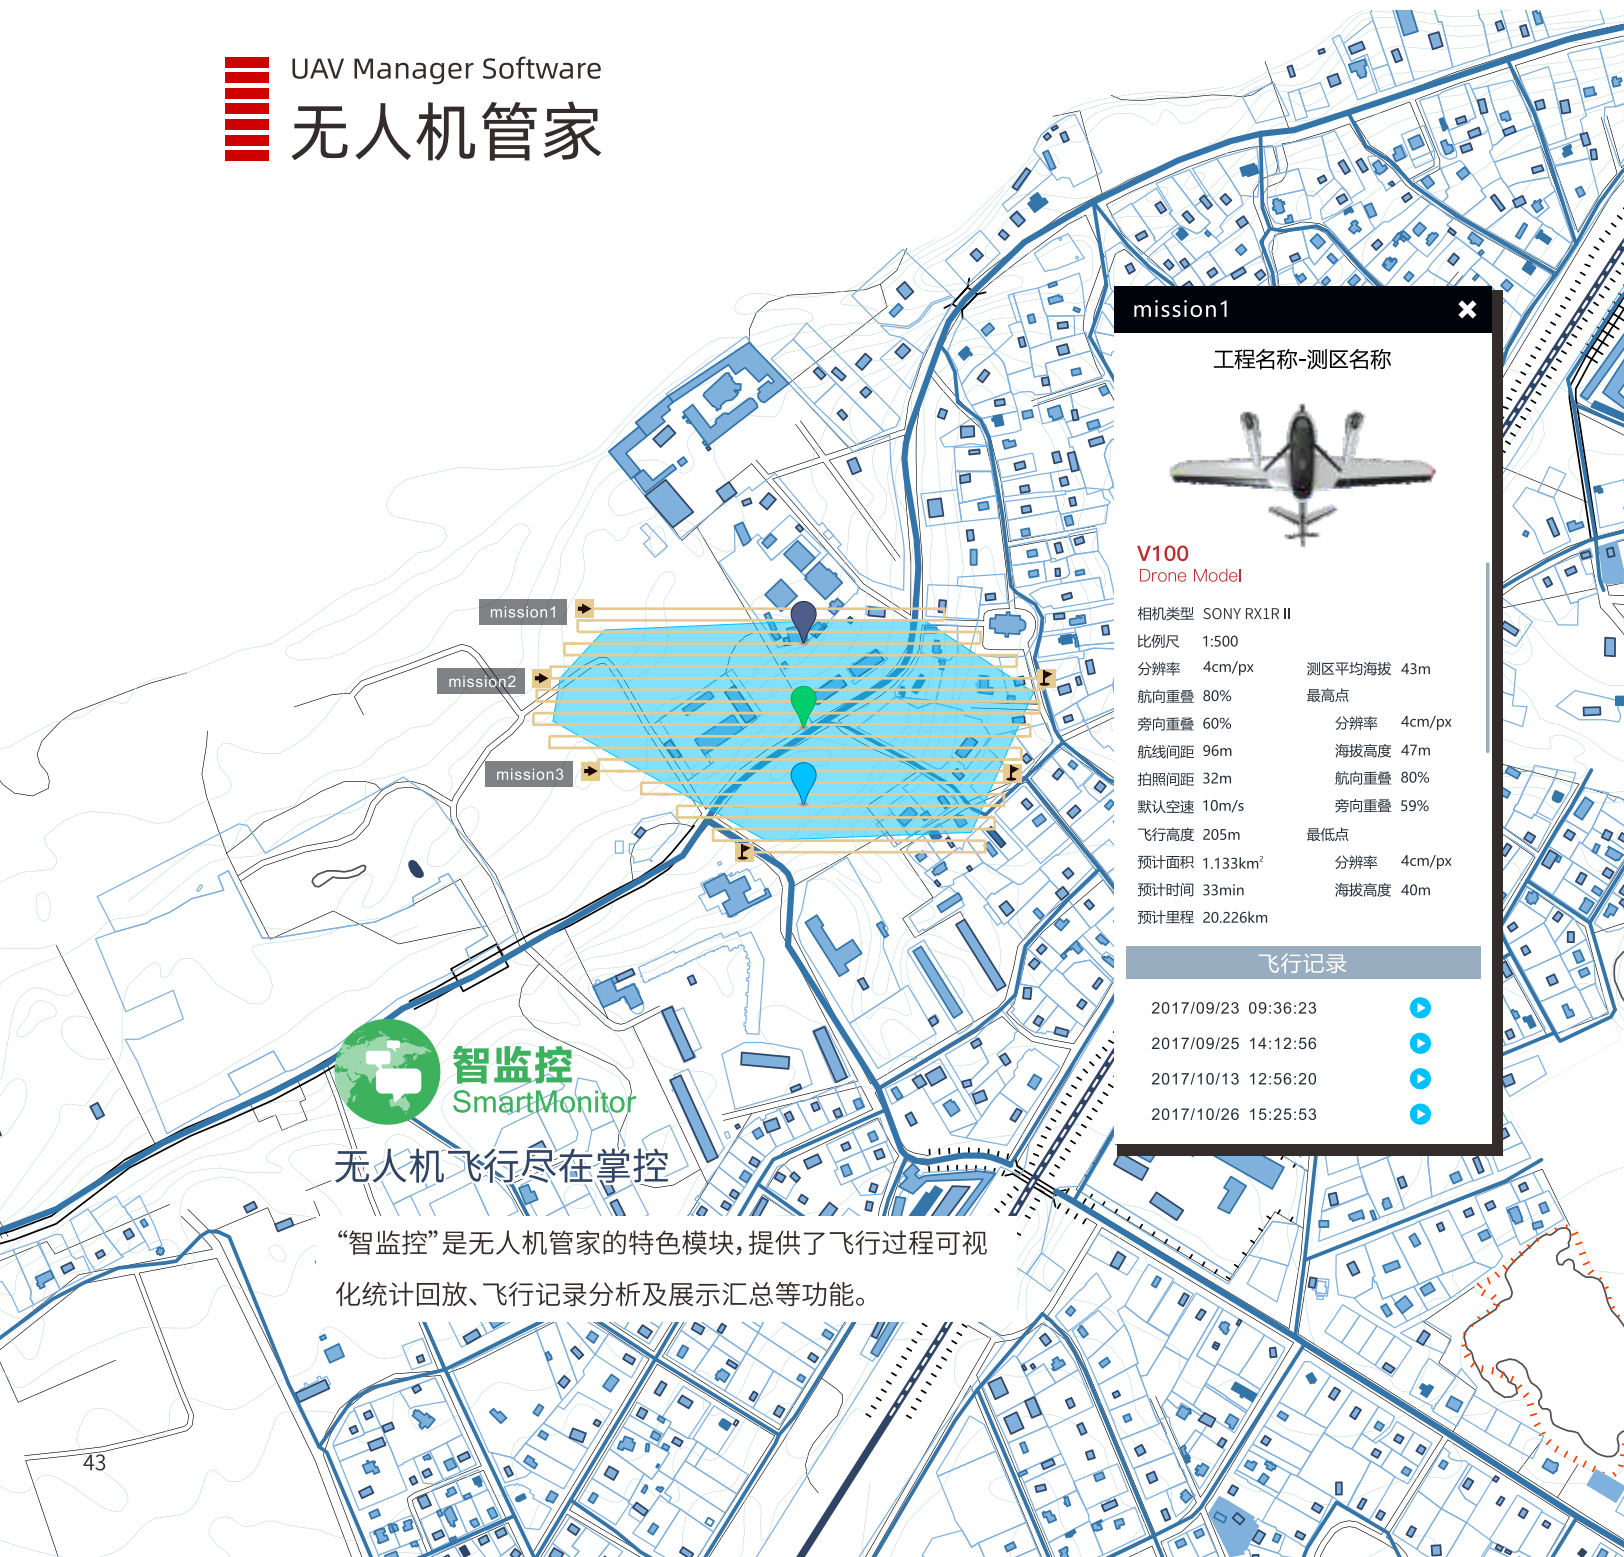 UAV Manager Software
无人机管家
mission1
工程名称-测区名称
V100
Drone Model
相机类型 SONY RX1R II
比例尺 1:500
分辨率 4cm/px 测区平均海拔 43m
航向重叠 80% 最高点
旁向重叠 60% 分辨率 4cm/px
航线间距 96m 海拔高度 47m
拍照间距 32m 航向重叠 80%
默认空速 10m/s 旁向重叠 59%
飞行高度 205m 最低点
预计面积 1.133km² 分辨率 4cm/px
预计时间 33min 海拔高度 40m
预计里程 20.226km
飞行记录
2017/09/23 09:36:23
2017/09/25 14:12:56
2017/10/13 12:56:20
2017/10/26 15:25:53
mission1
mission2
mission3
智监控
SmartMonitor
无人机飞行尽在掌控
“智监控”是无人机管家的特色模块,提供了飞行过程可视
化统计回放、飞行记录分析及展示汇总等功能。
43